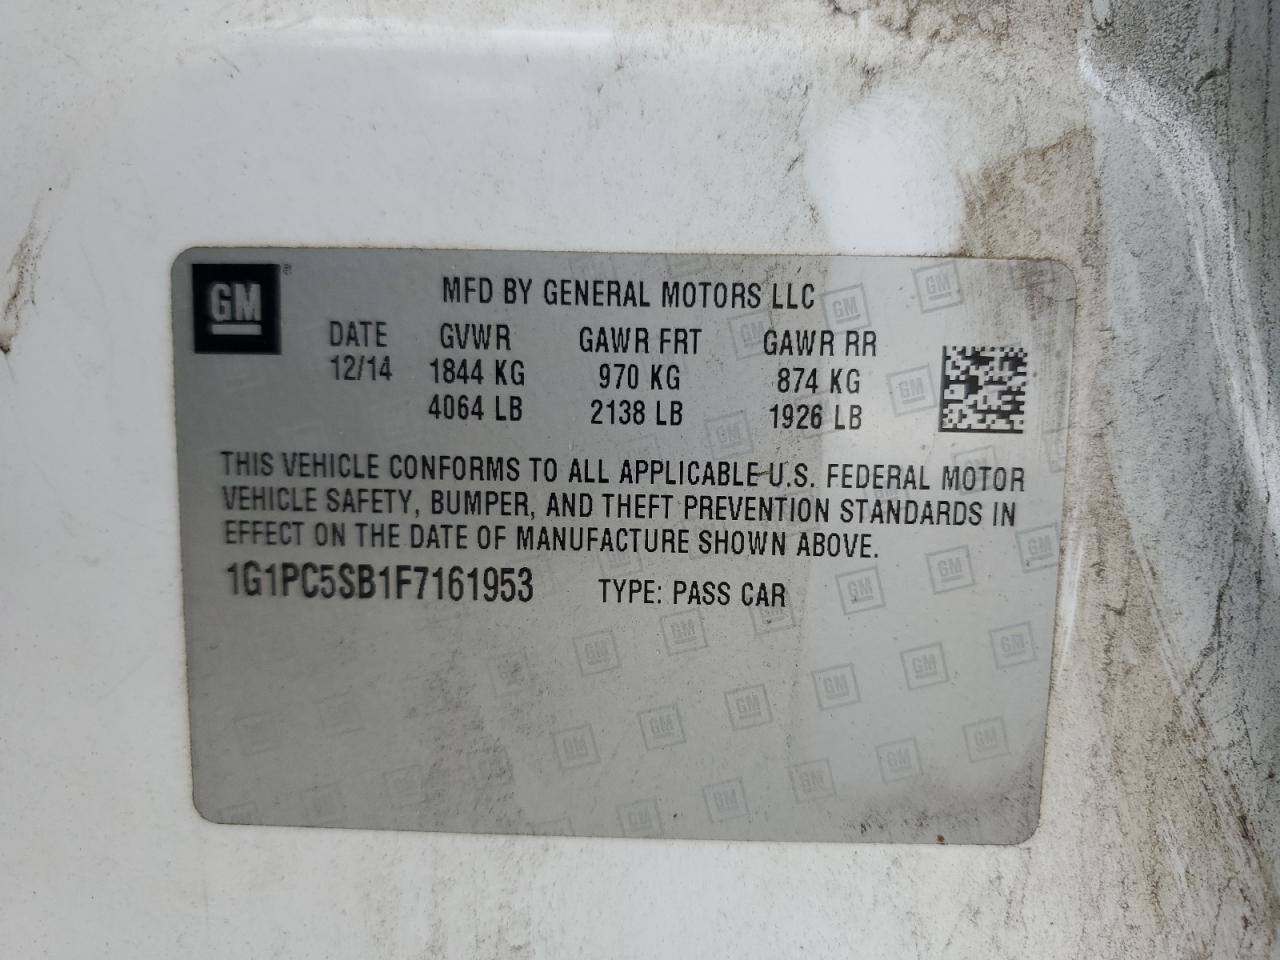 GM
MFD BY GENERAL MOTORS LLC
DATE GVWR GAWR FRT GAWR RR
12/14 1844 KG 970 KG 874 KG
4064 LB 2138 LB 1926 LB
THIS VEHICLE CONFORMS TO ALL APPLICABLE U.S. FEDERAL MOTOR
VEHICLE SAFETY, BUMPER, AND THEFT PREVENTION STANDARDS IN
EFFECT ON THE DATE OF MANUFACTURE SHOWN ABOVE.
1G1PC5SB1F7161953 TYPE: PASS CAR